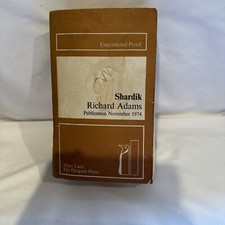 Uncorrected Proof
Shardik
Richard Adams
Publication November 1974
Allen Lane
The Penguin Press